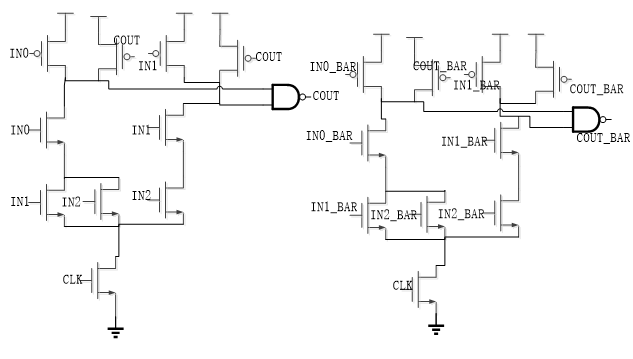 IN0
COUT
IN1
COUT
COUT
IN0
IN1
IN1
IN2
IN2
CLK
IN0_BAR
COUT_BAR
IN1_BAR
COUT_BAR
COUT_BAR
IN0_BAR
IN1_BAR
IN1_BAR
IN2_BAR
IN2_BAR
CLK